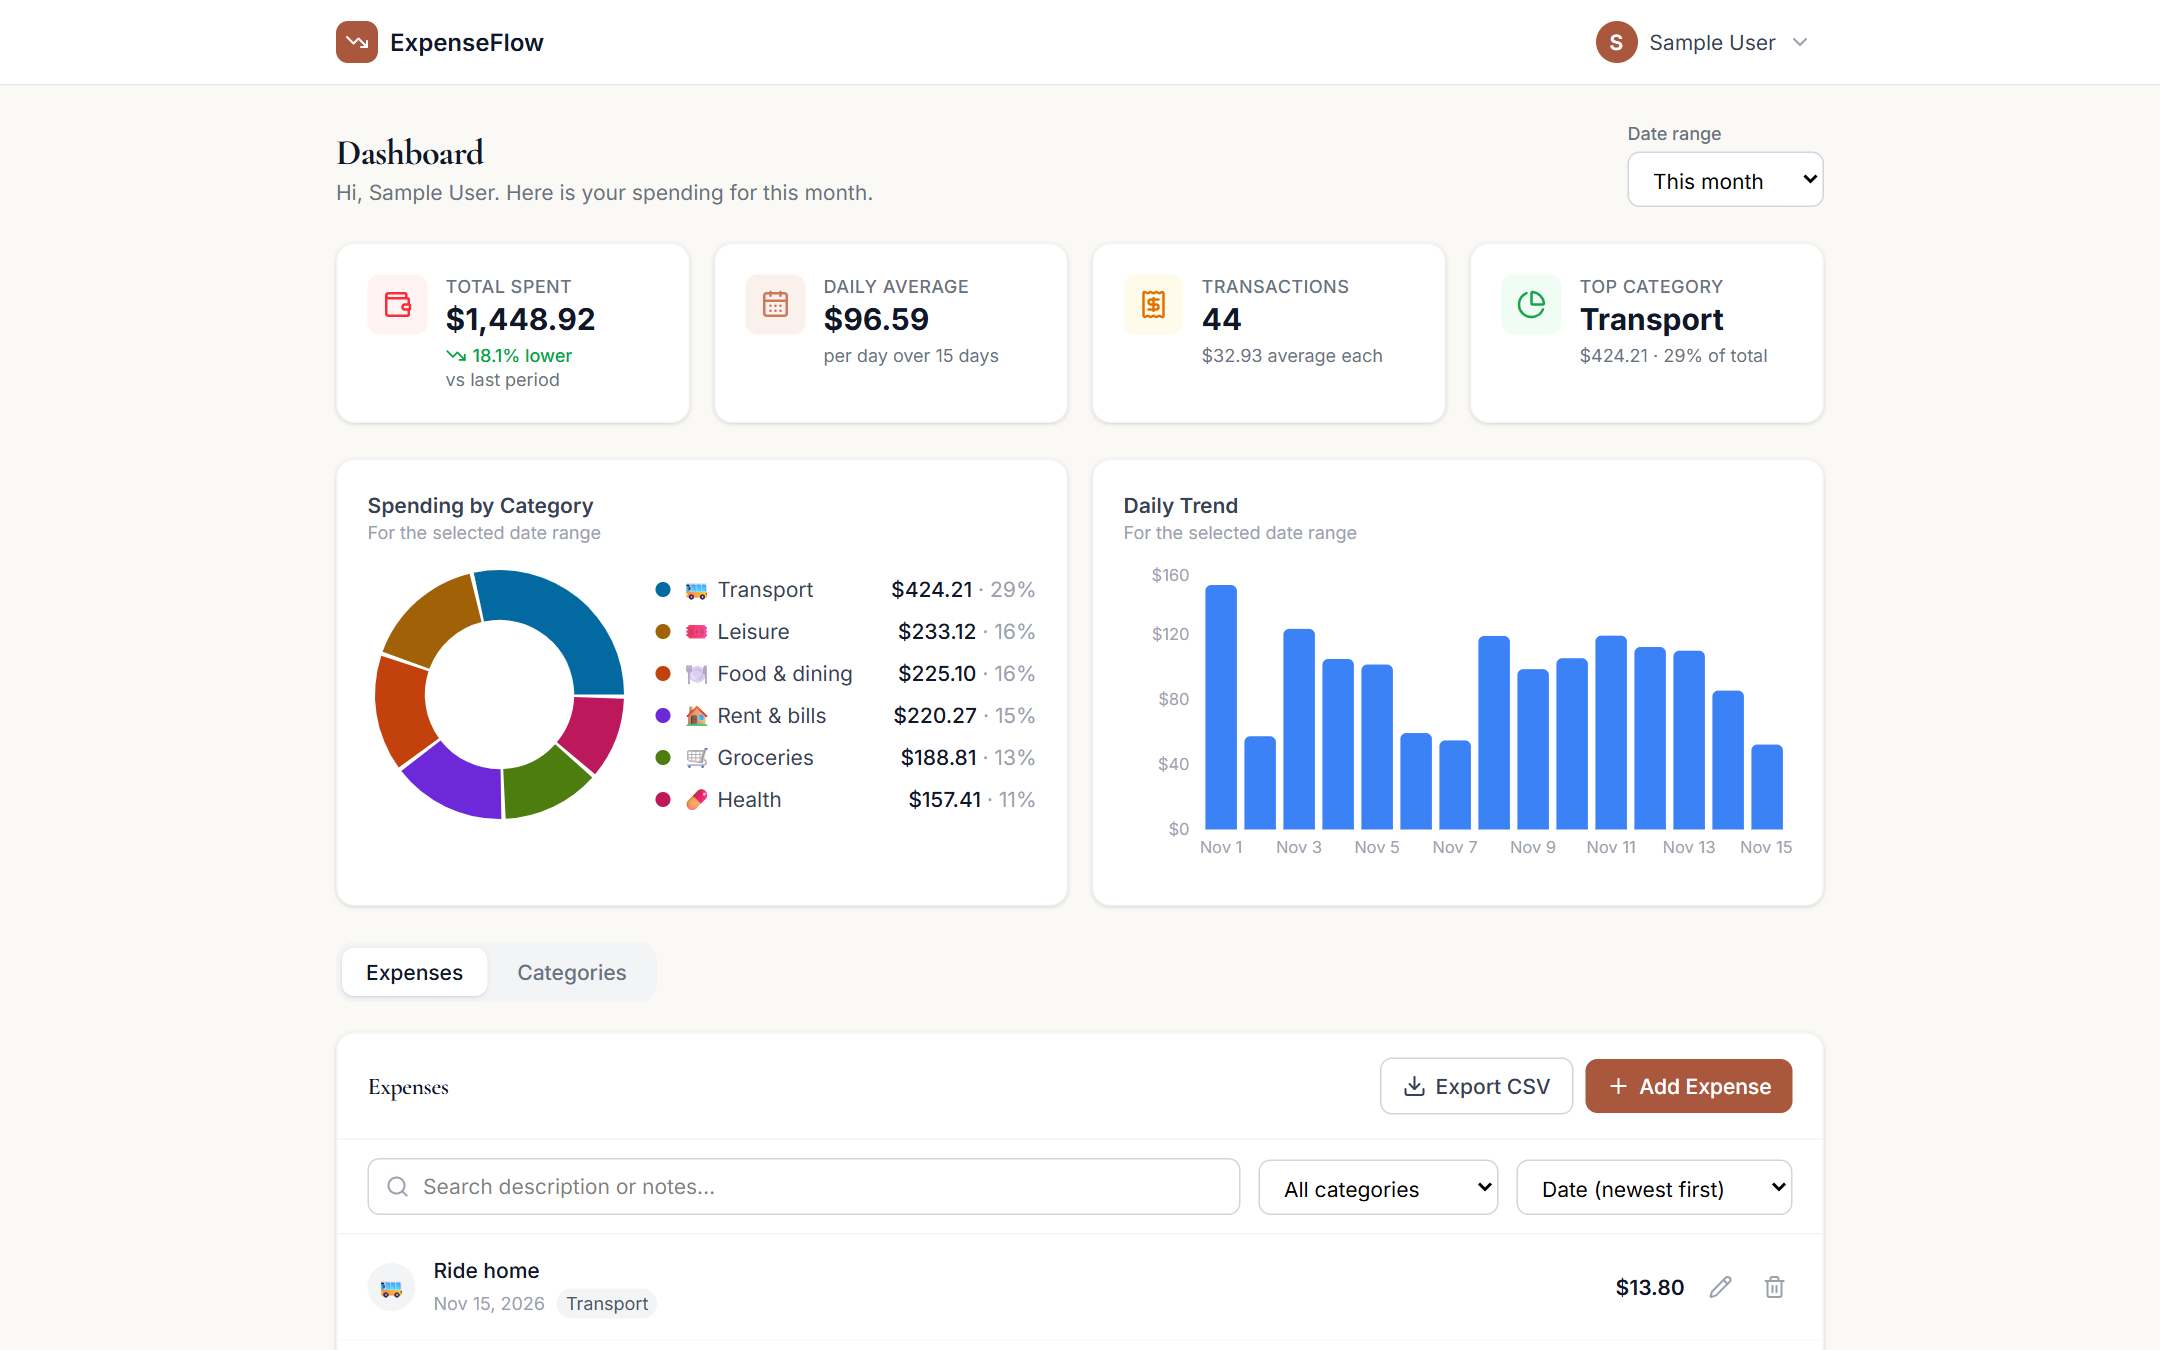 ExpenseFlow
S
Sample User
Dashboard
Hi, Sample User. Here is your spending for this month.
Date range
This month
TOTAL SPENT
$1,448.92
18.1% lower
vs last period
DAILY AVERAGE
$96.59
per day over 15 days
TRANSACTIONS
44
$32.93 average each
TOP CATEGORY
Transport
$424.21 · 29% of total
Spending by Category
For the selected date range
Transport $424.21 · 29%
Leisure $233.12 · 16%
Food & dining $225.10 · 16%
Rent & bills $220.27 · 15%
Groceries $188.81 · 13%
Health $157.41 · 11%
Daily Trend
For the selected date range
$160
$120
$80
$40
$0
Nov 1 Nov 3 Nov 5 Nov 7 Nov 9 Nov 11 Nov 13 Nov 15
Expenses Categories
Expenses
Export CSV
+ Add Expense
Search description or notes...
All categories
Date (newest first)
Ride home
Nov 15, 2026 Transport
$13.80